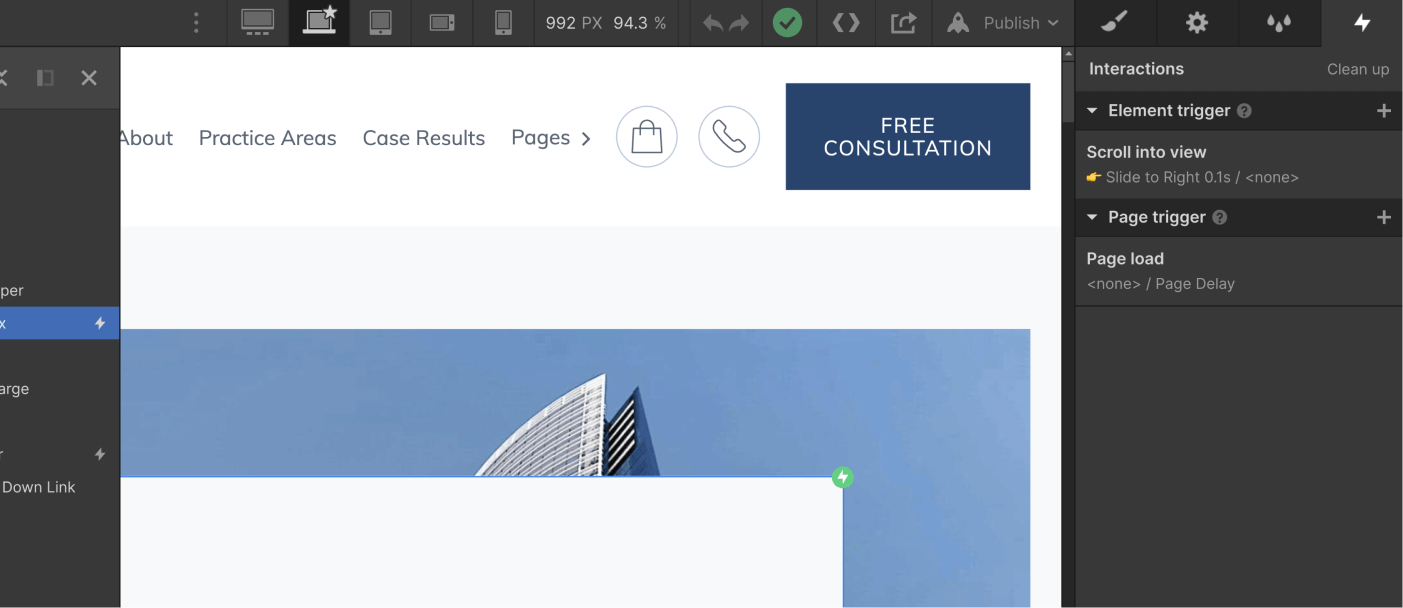 992 PX 94.3 %
Publish
Interactions
Clean up
Element trigger
Scroll into view
Slide to Right 0.1s / <none>
Page trigger
Page load
<none> / Page Delay
About
Practice Areas
Case Results
Pages
FREE
CONSULTATION
per
x
arge
r
Down Link